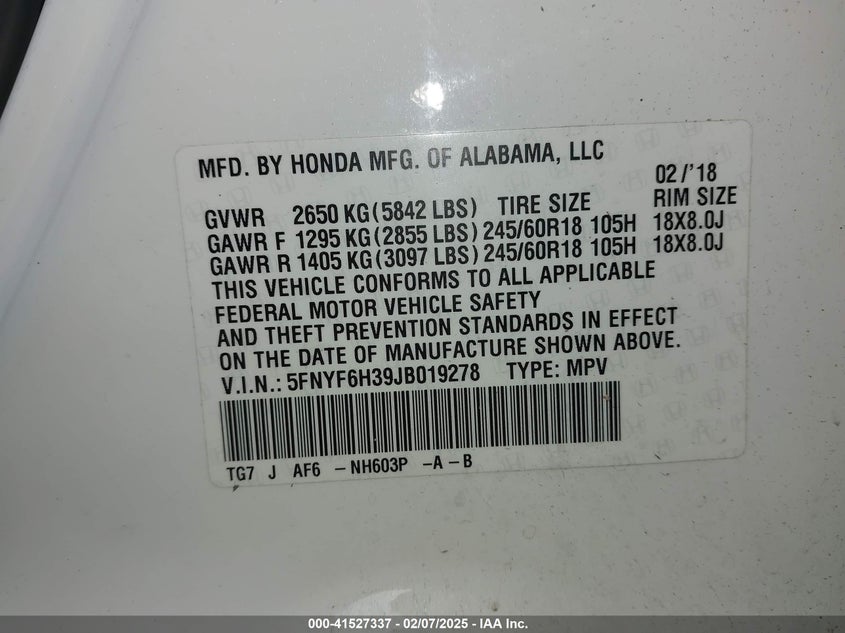 MFD. BY HONDA MFG. OF ALABAMA, LLC
02/'18
GVWR 2650 KG(5842 LBS) TIRE SIZE RIM SIZE
GAWR F 1295 KG(2855 LBS) 245/60R18 105H 18X8.0J
GAWR R 1405 KG(3097 LBS) 245/60R18 105H 18X8.0J
THIS VEHICLE CONFORMS TO ALL APPLICABLE
FEDERAL MOTOR VEHICLE SAFETY
AND THEFT PREVENTION STANDARDS IN EFFECT
ON THE DATE OF MANUFACTURE SHOWN ABOVE.
V.I.N.: 5FNYF6H39JB019278 TYPE: MPV
TG7 J AF6 -NH603P -A-B
000-41527337 - 02/07/2025 - IAA Inc.